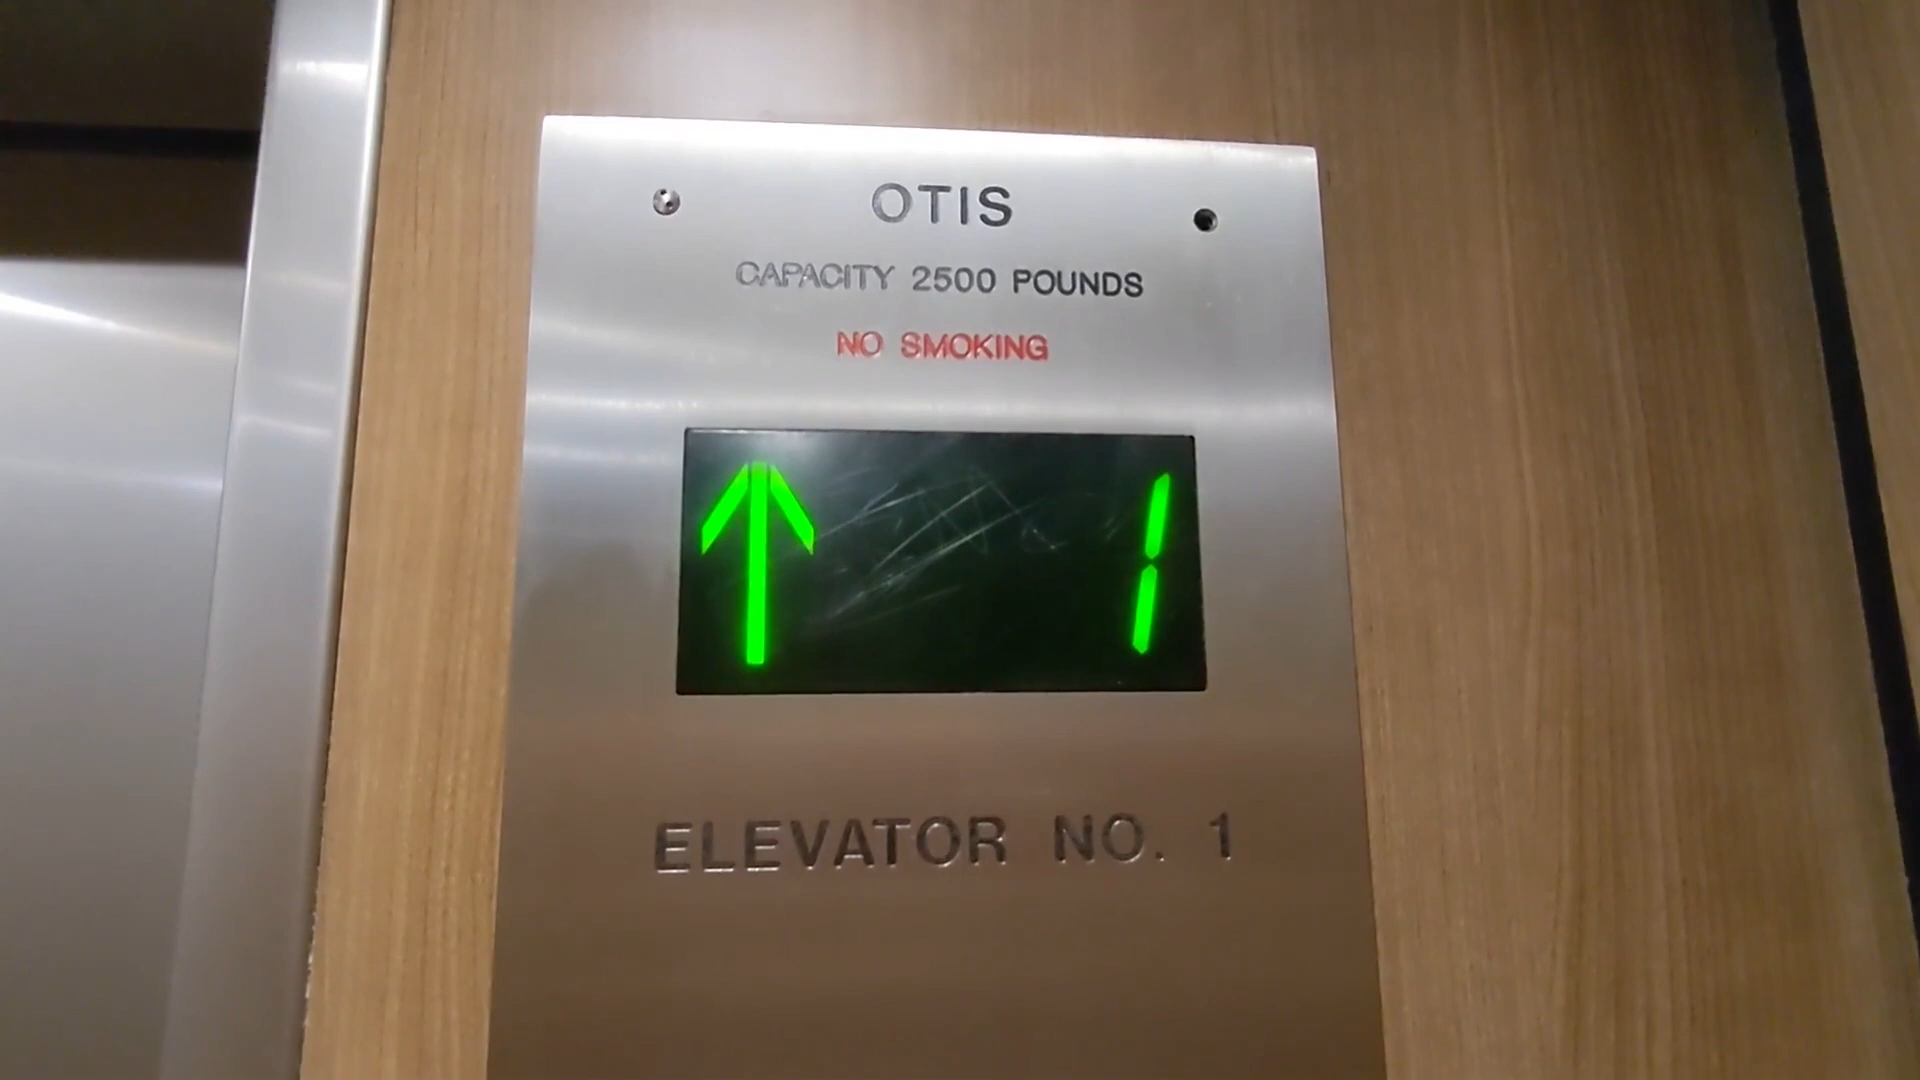 OTIS
CAPACITY 2500 POUNDS
NO SMOKING
↑ 1
ELEVATOR NO. 1